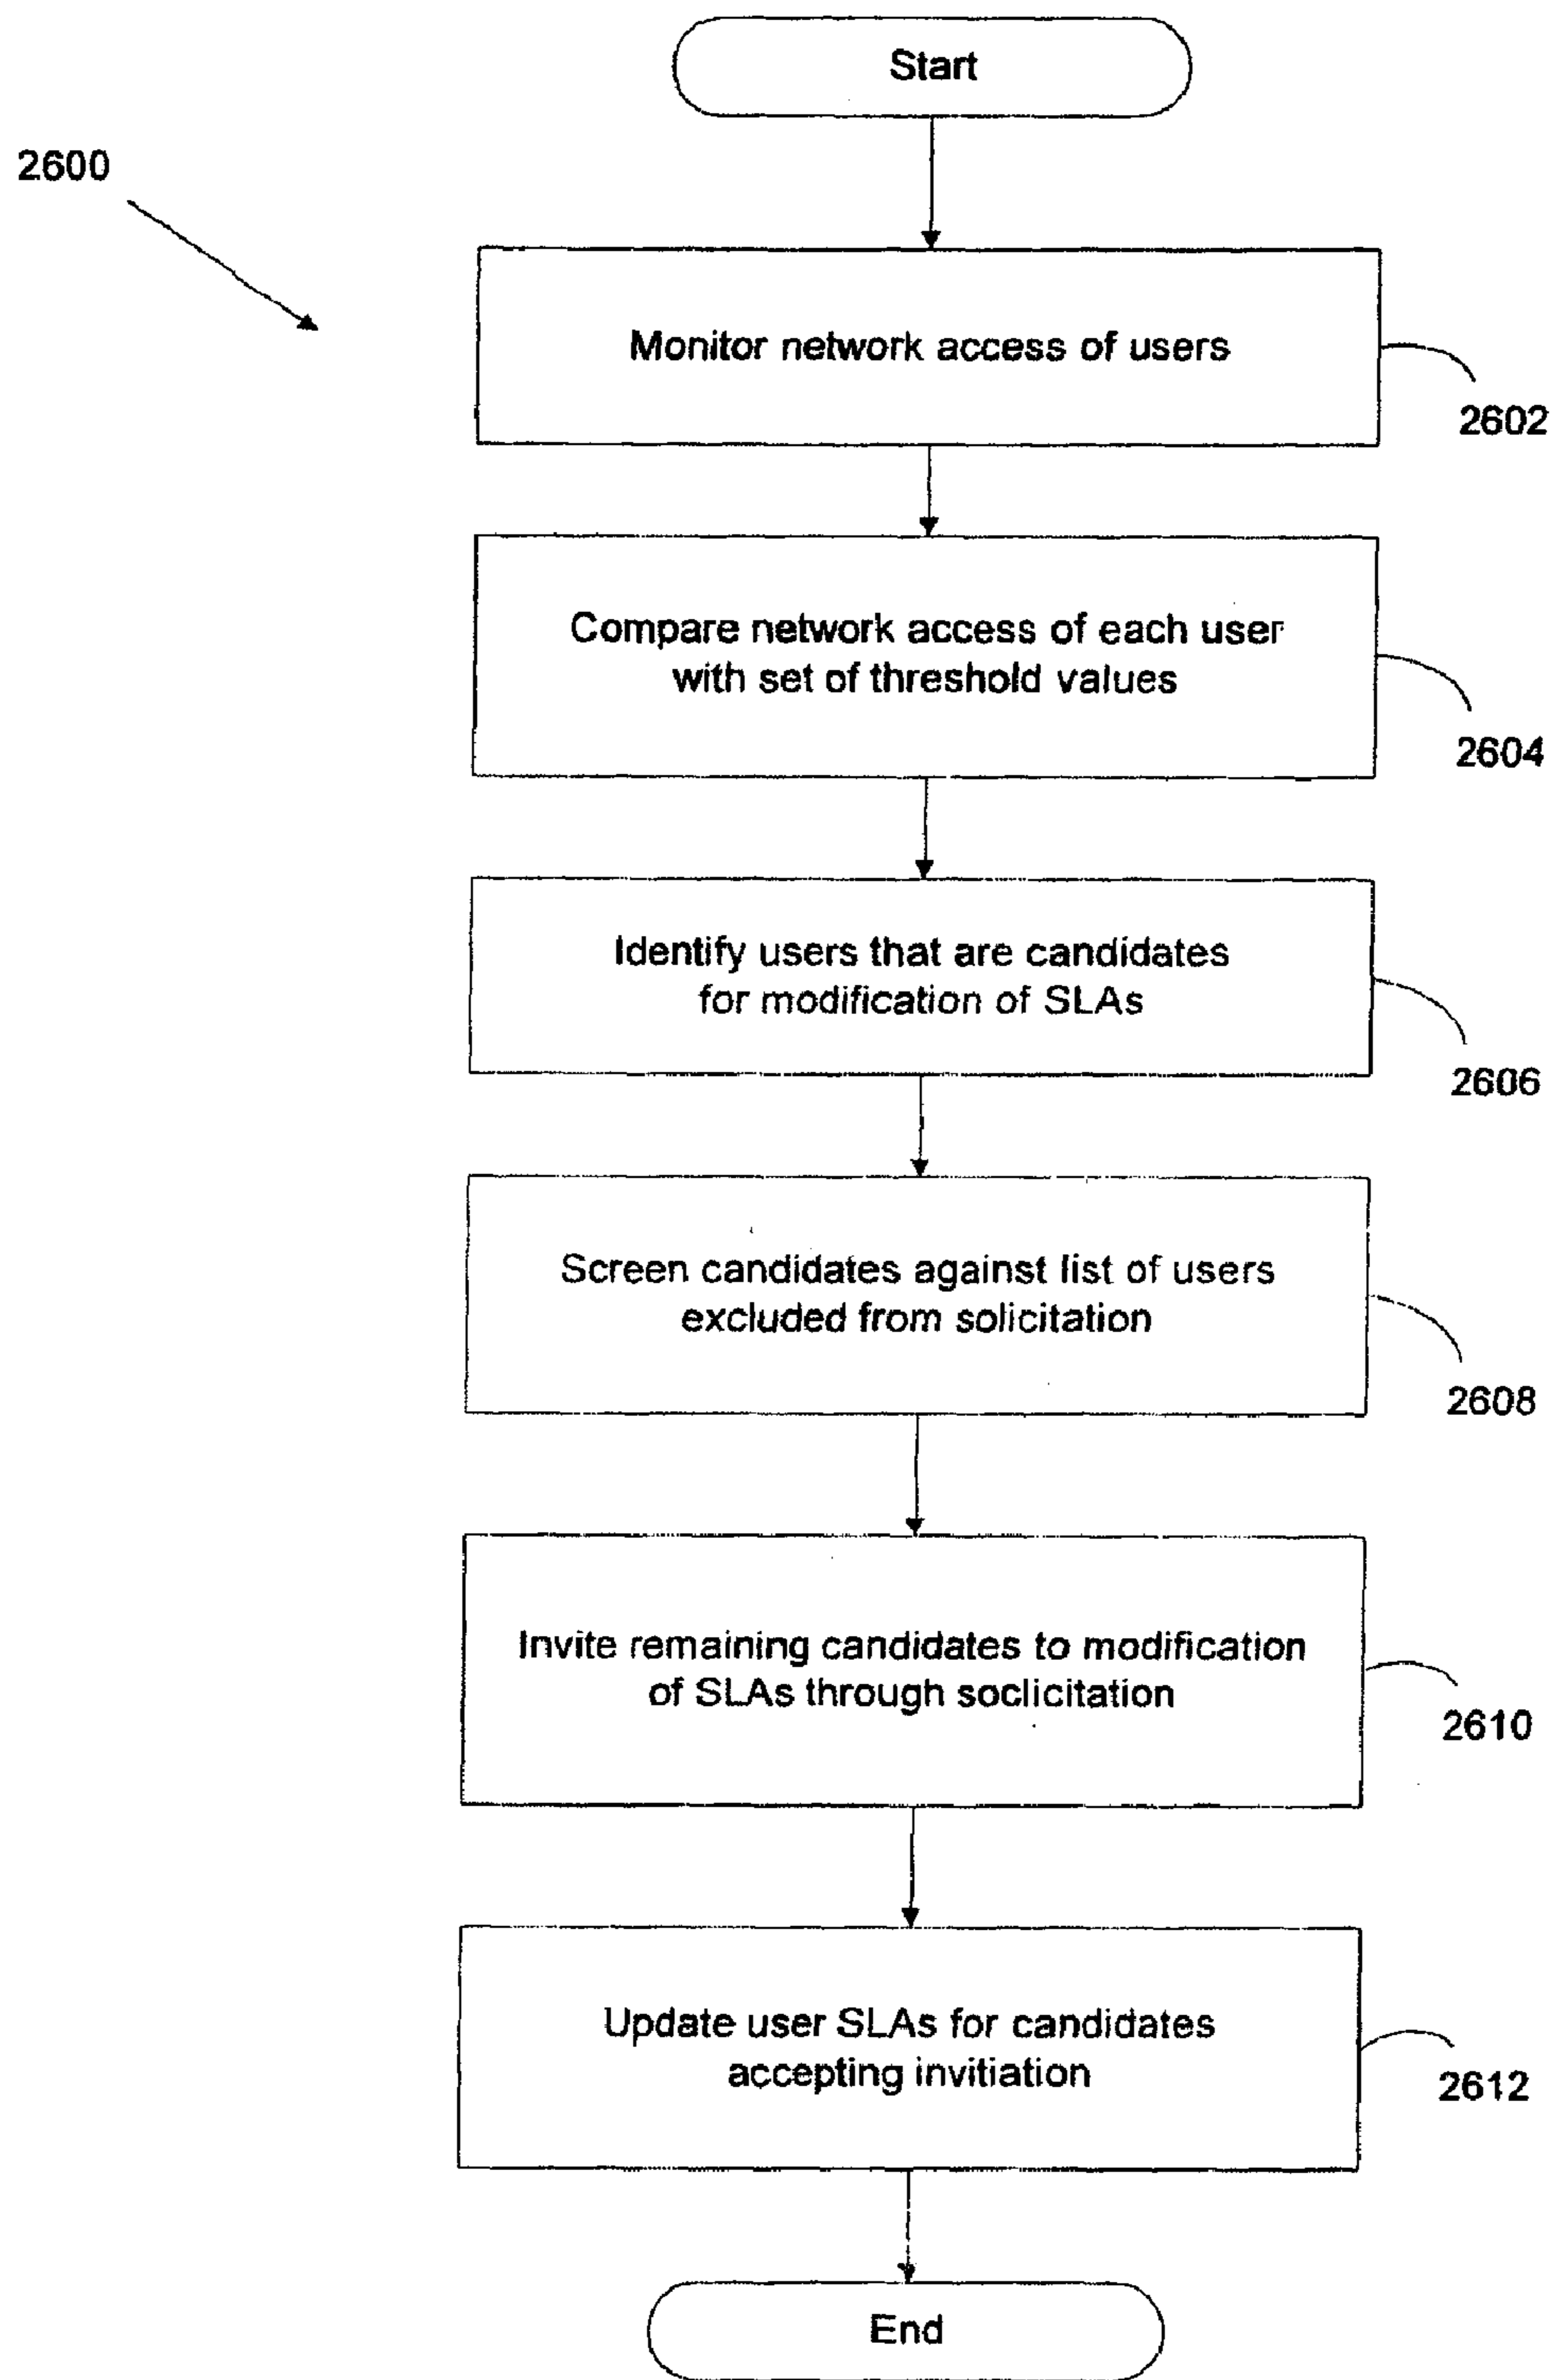 Start
2600
Monitor network access of users
2602
Compare network access of each user
with set of threshold values
2604
Identify users that are candidates
for modification of SLAs
2606
Screen candidates against list of users
excluded from solicitation
2608
Invite remaining candidates to modification
of SLAs through soclicitation
2610
Update user SLAs for candidates
accepting invitiation
2612
End